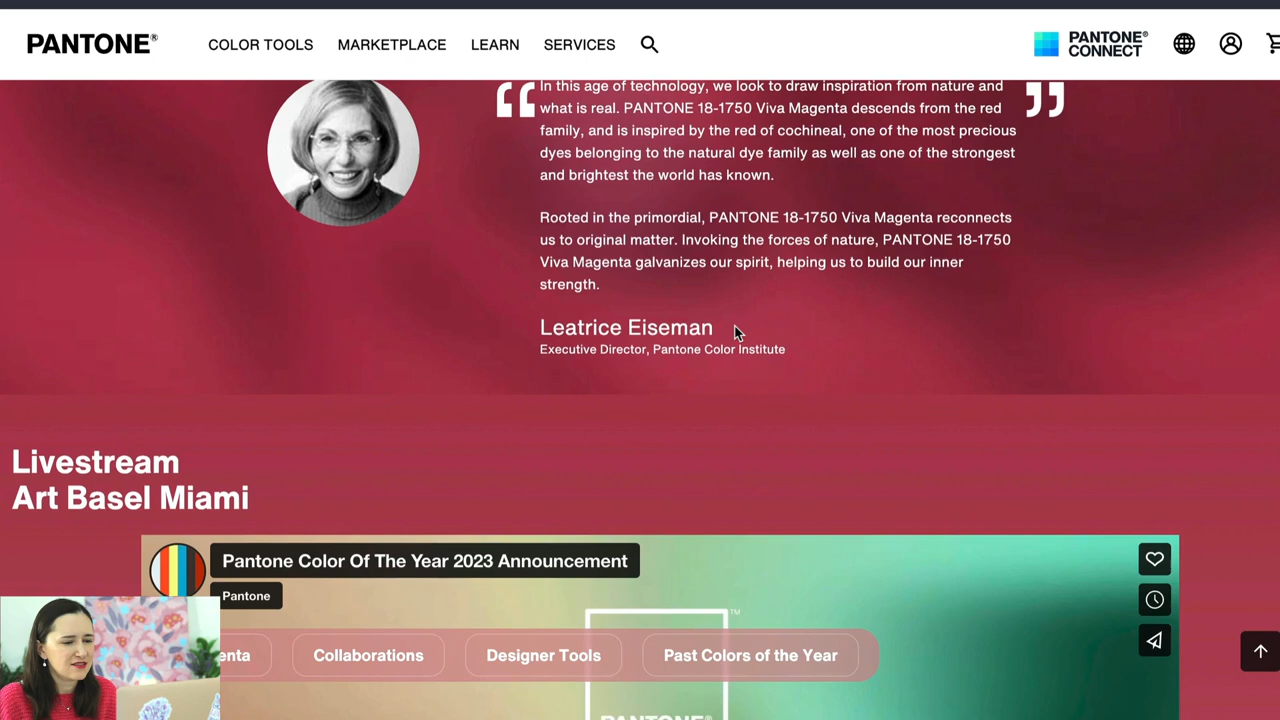 PANTONE®
COLOR TOOLS
MARKETPLACE
LEARN
SERVICES
PANTONE®
CONNECT
“ In this age of technology, we look to draw inspiration from nature and ”
what is real. PANTONE 18-1750 Viva Magenta descends from the red
family, and is inspired by the red of cochineal, one of the most precious
dyes belonging to the natural dye family as well as one of the strongest
and brightest the world has known.
Rooted in the primordial, PANTONE 18-1750 Viva Magenta reconnects
us to original matter. Invoking the forces of nature, PANTONE 18-1750
Viva Magenta galvanizes our spirit, helping us to build our inner
strength.
Leatrice Eiseman
Executive Director, Pantone Color Institute
Livestream
Art Basel Miami
Pantone Color Of The Year 2023 Announcement
Pantone
TM
enta
Collaborations
Designer Tools
Past Colors of the Year
PANTONE®